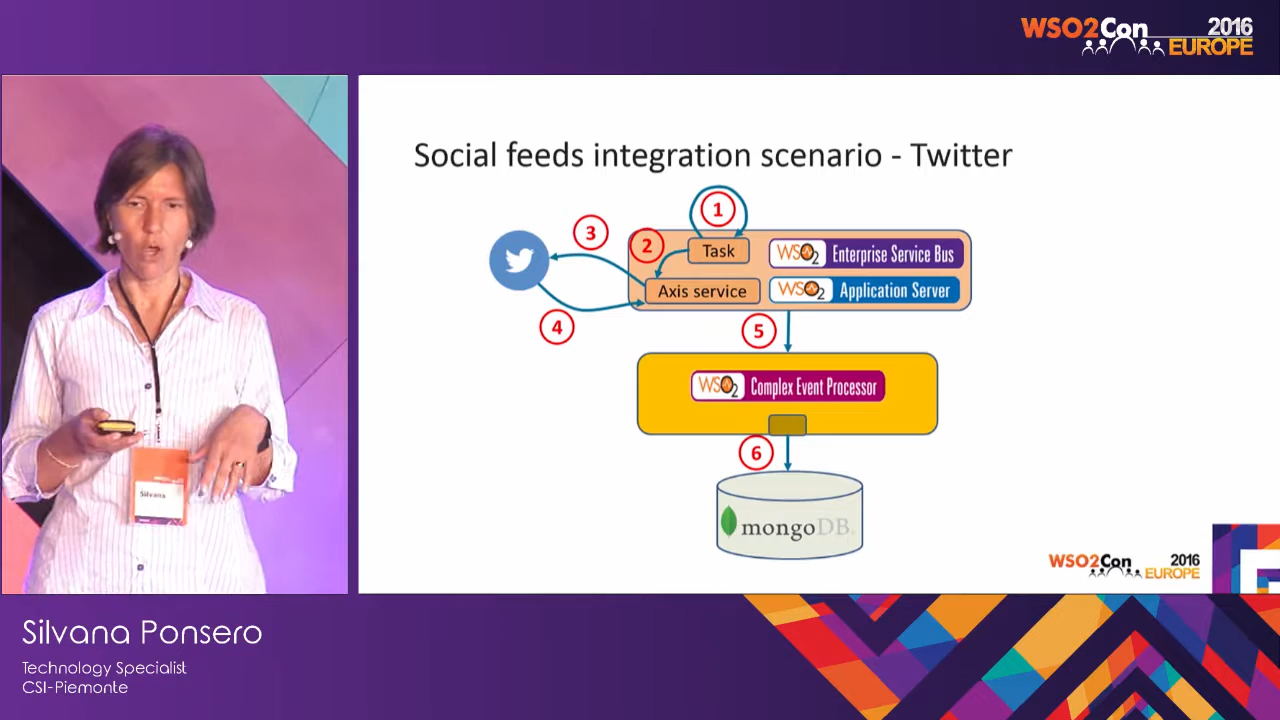 WSO2Con 2016
EUROPE
Social feeds integration scenario - Twitter
1
3
2
Task
WSO2 Enterprise Service Bus
Axis service
WSO2 Application Server
4
5
WSO2 Complex Event Processor
6
mongoDB.
Silvana
WSO2Con 2016
EUROPE
Silvana Ponsero
Technology Specialist
CSI-Piemonte